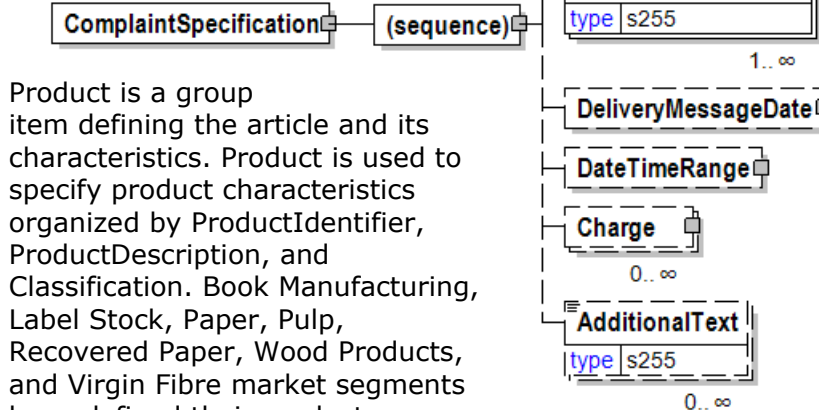 ComplaintSpecification
(sequence)
type s255
1.. ∞
Product is a group
item defining the article and its
characteristics. Product is used to
specify product characteristics
organized by ProductIdentifier,
ProductDescription, and
Classification. Book Manufacturing,
Label Stock, Paper, Pulp,
Recovered Paper, Wood Products,
and Virgin Fibre market segments
DeliveryMessageDate
DateTimeRange
Charge
0.. ∞
AdditionalText
type s255
0.. ∞